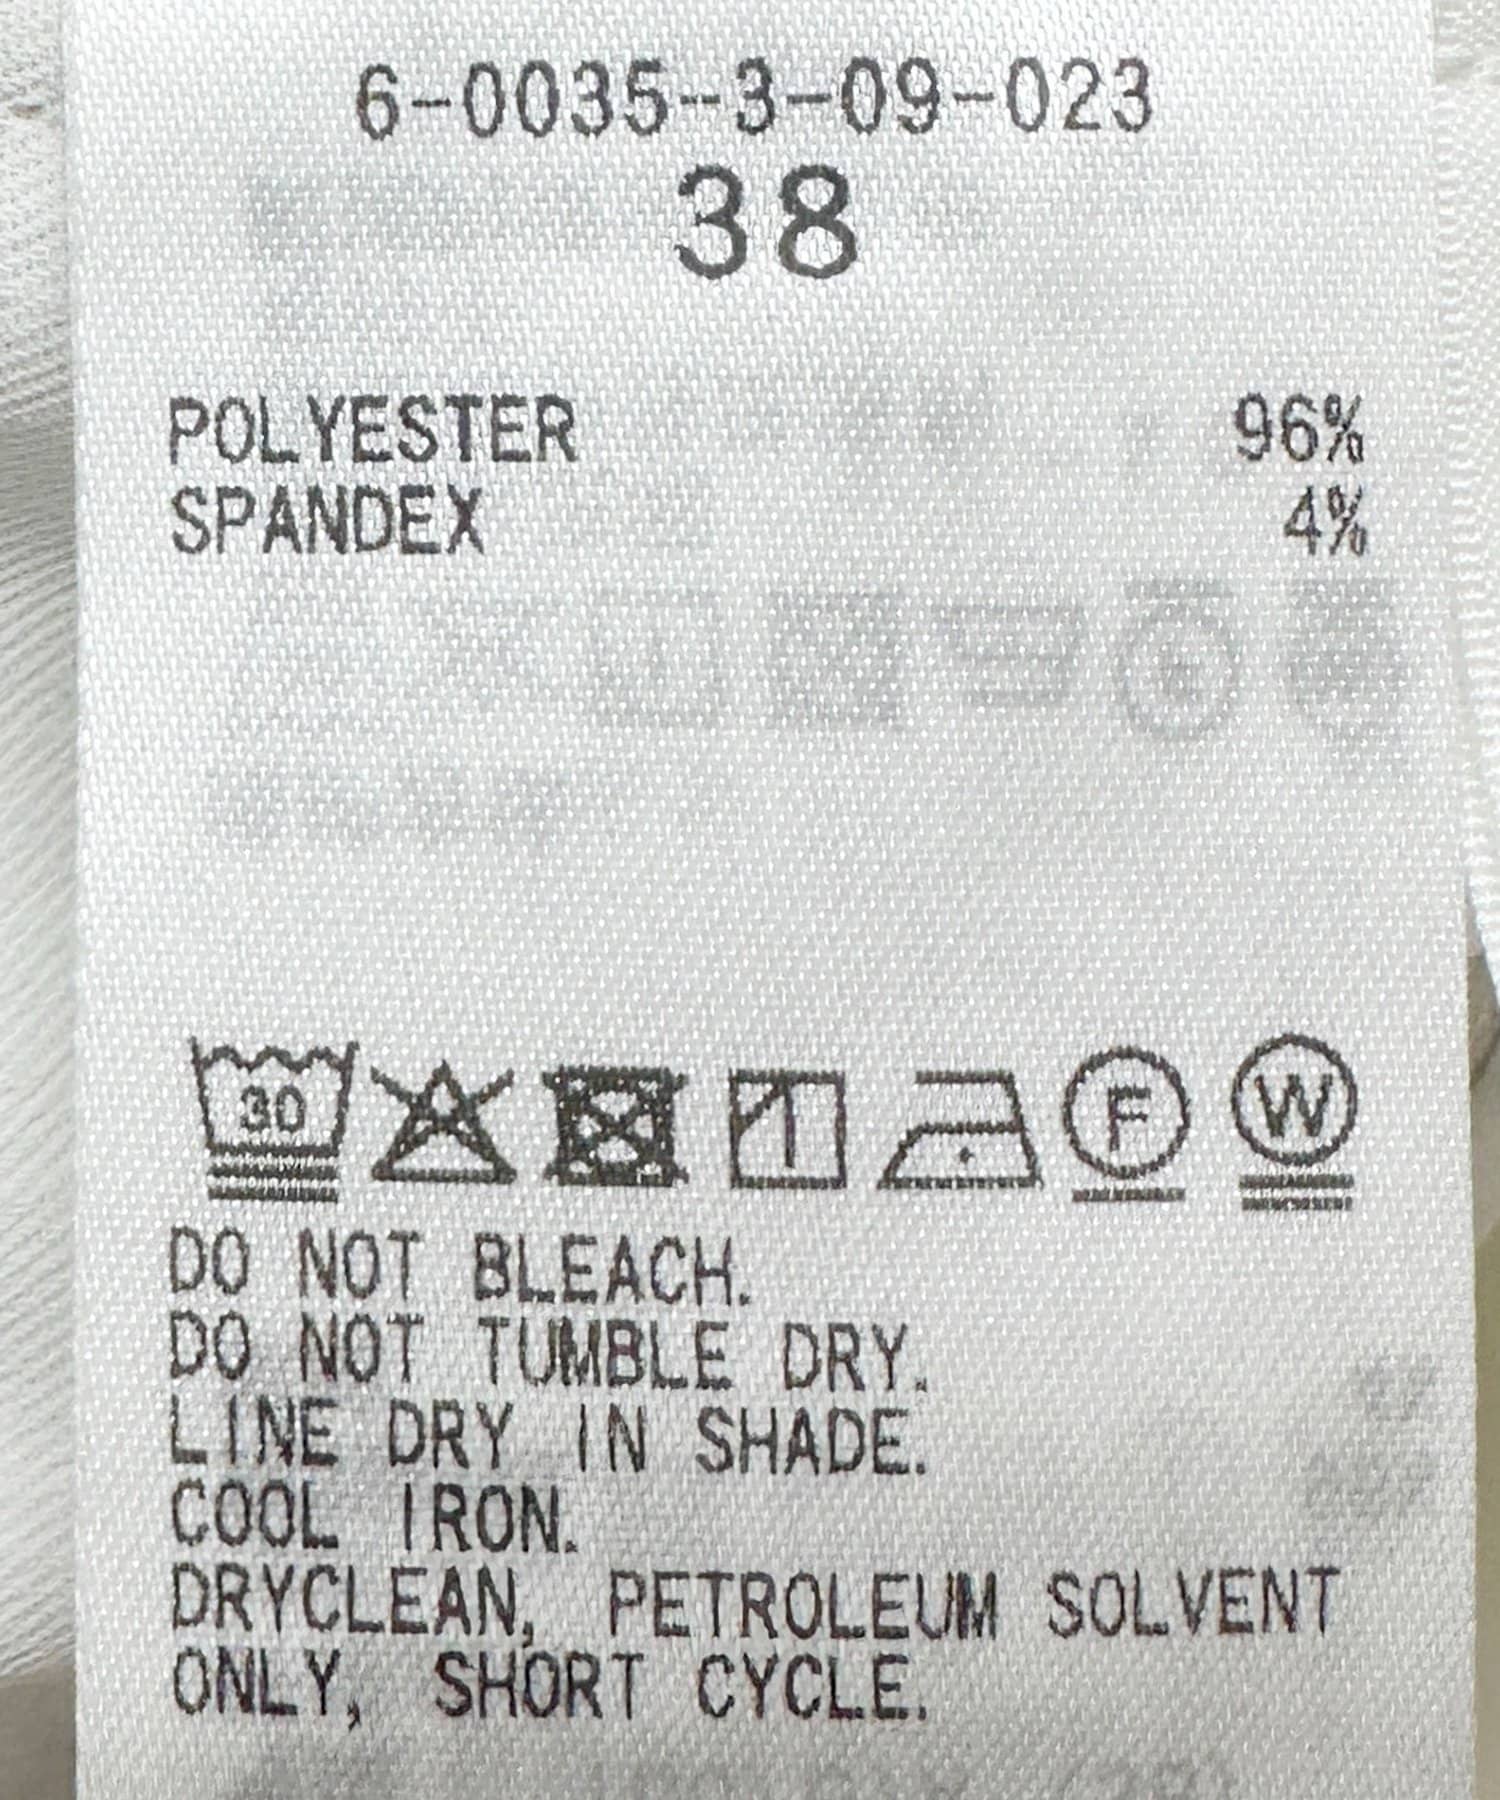 6-0035-3-09-023
38
POLYESTER 96%
SPANDEX 4%
30 F W
DO NOT BLEACH.
DO NOT TUMBLE DRY.
LINE DRY IN SHADE.
COOL IRON.
DRYCLEAN, PETROLEUM SOLVENT
ONLY, SHORT CYCLE.